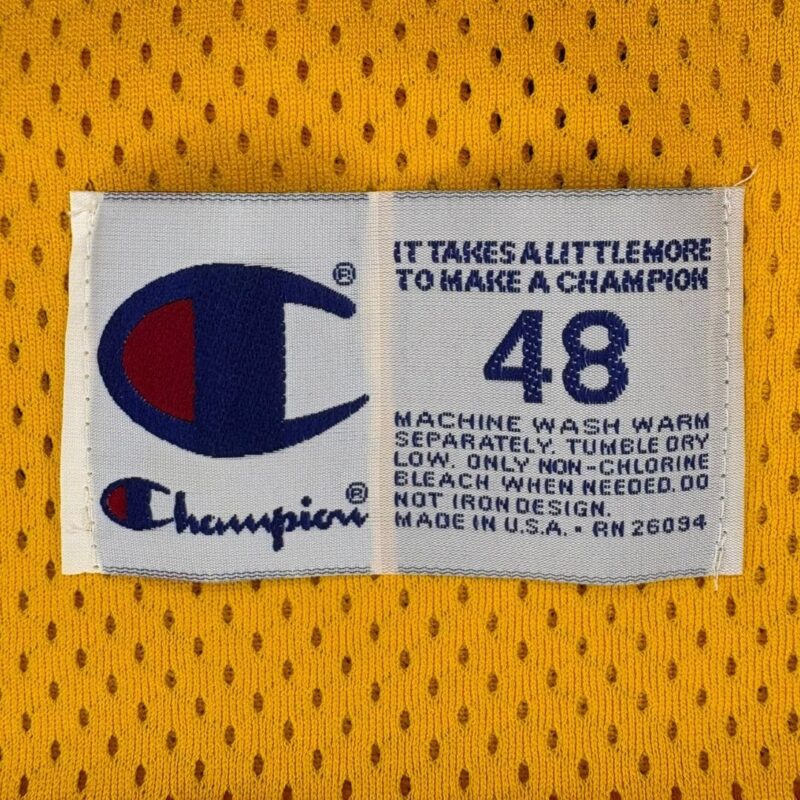 ®
Champion®
IT TAKES A LITTLE MORE
TO MAKE A CHAMPION
48
MACHINE WASH WARM
SEPARATELY. TUMBLE DRY
LOW. ONLY NON-CHLORINE
BLEACH WHEN NEEDED. DO
NOT IRON DESIGN.
MADE IN U.S.A. • RN 26094